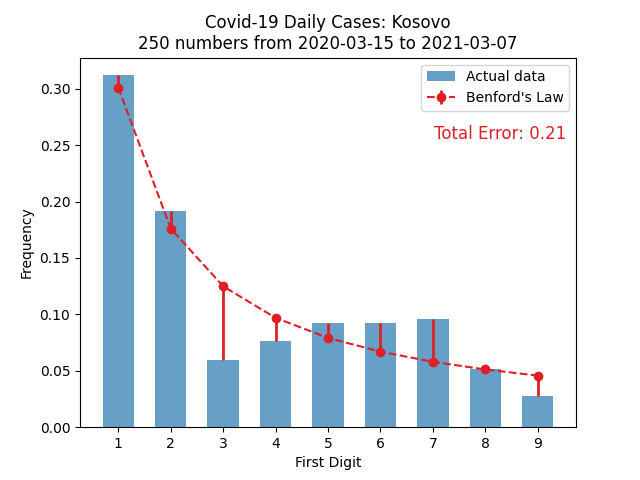 Covid-19 Daily Cases: Kosovo
250 numbers from 2020-03-15 to 2021-03-07
Actual data
Benford's Law
Total Error: 0.21
Frequency
0.30
0.25
0.20
0.15
0.10
0.05
0.00
1 2 3 4 5 6 7 8 9
First Digit